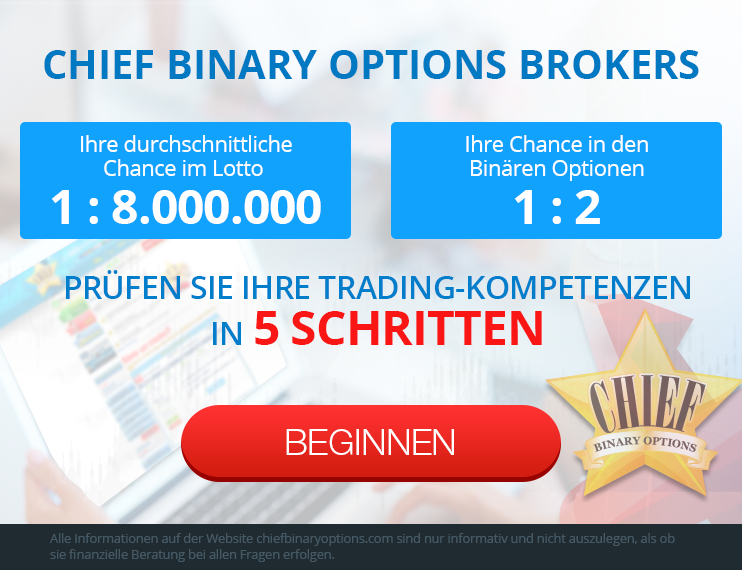 CHIEF BINARY OPTIONS BROKERS
Ihre durchschnittliche
Chance im Lotto
1 : 8.000.000
Ihre Chance in den
Binären Optionen
1 : 2
PRÜFEN SIE IHRE TRADING-KOMPETENZEN
IN 5 SCHRITTEN
BEGINNEN
CHIEF
BINARY OPTIONS
Alle Informationen auf der Website chiefbinaryoptions.com sind nur informativ und nicht auszulegen, als ob
sie finanzielle Beratung bei allen Fragen erfolgen.